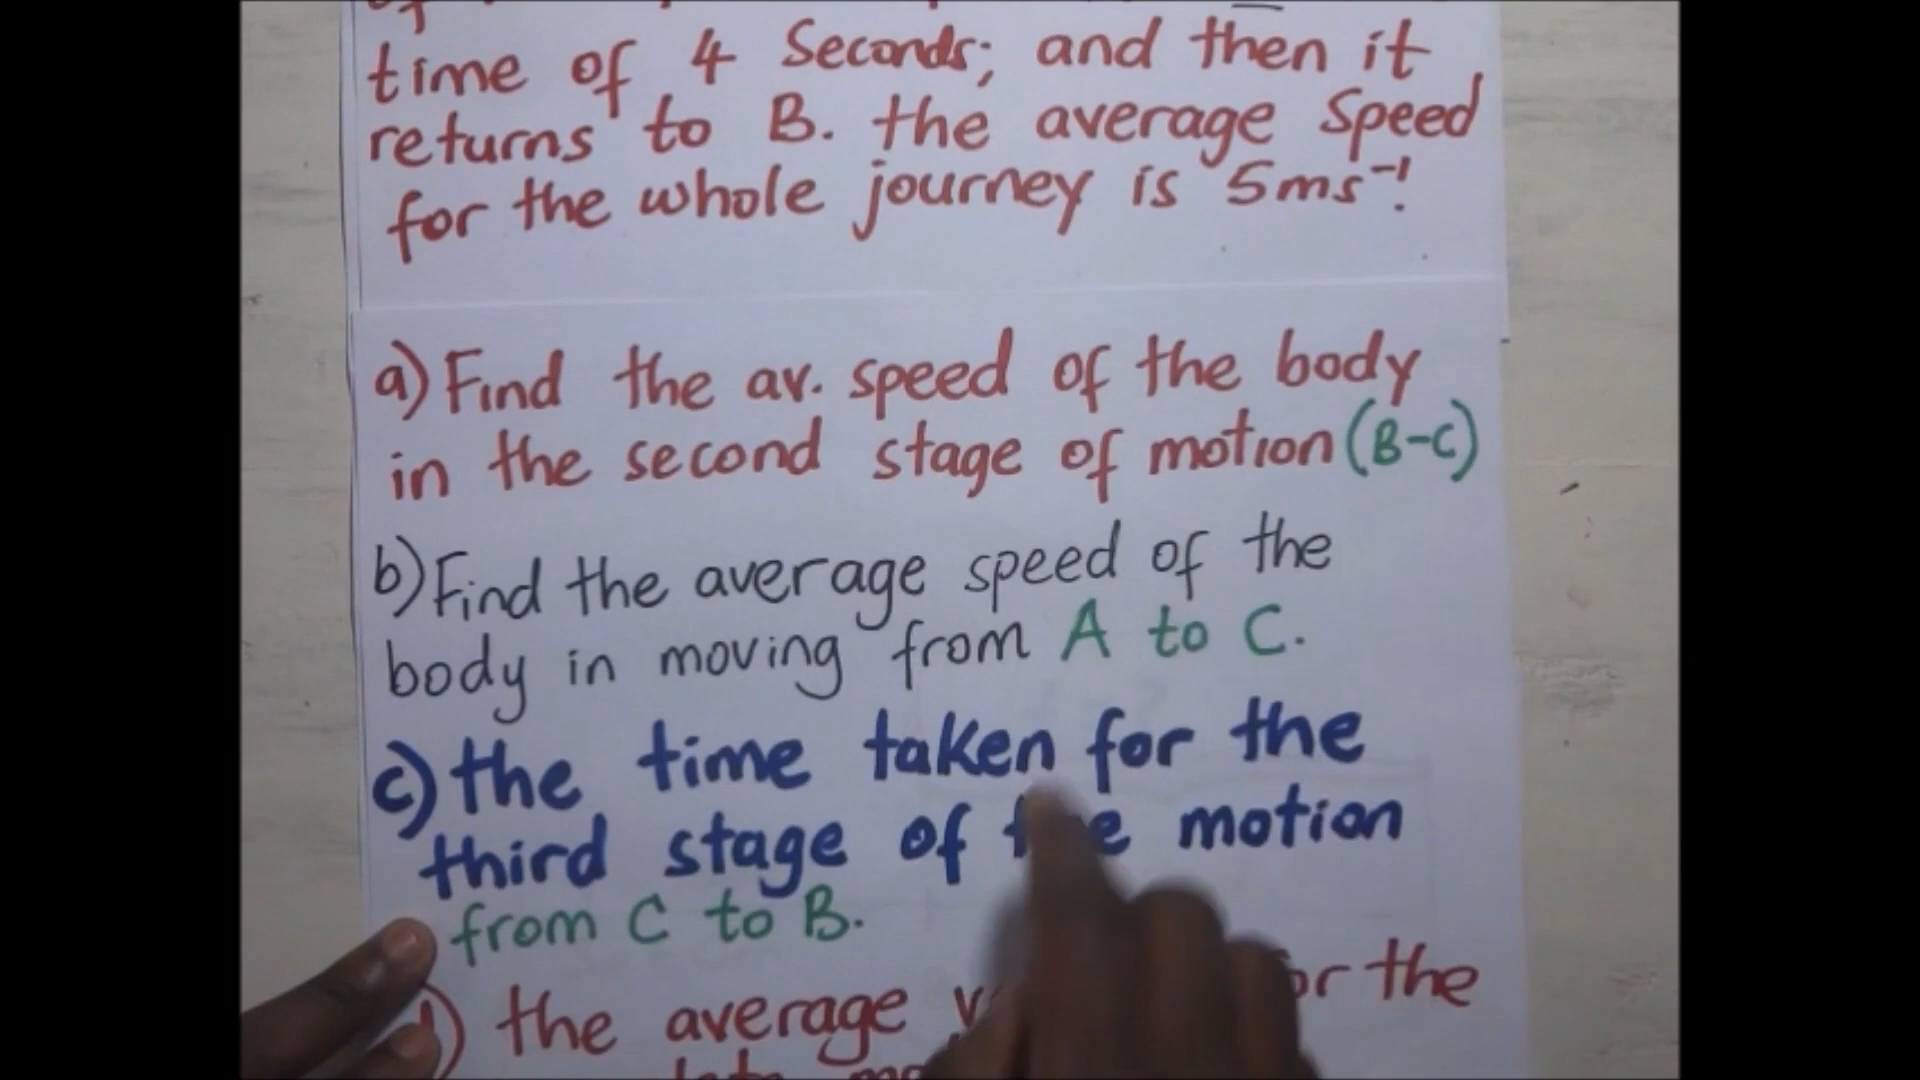 time of 4 Seconds; and then it
returns to B. the average Speed
for the whole journey is 5ms⁻¹.
a) Find the av. speed of the body
in the second stage of motion (B-C)
b) Find the average speed of the
body in moving from A to C.
c) the time taken for the
third stage of the motion
from C to B.
the average for the